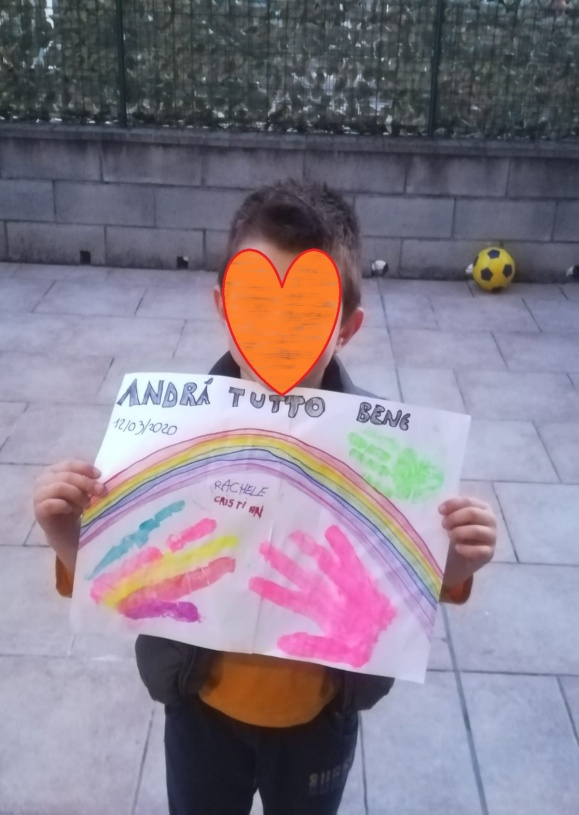 ANDRÁ TUTTO BENE
12/03/2020
RACHELE
CRISTIAN